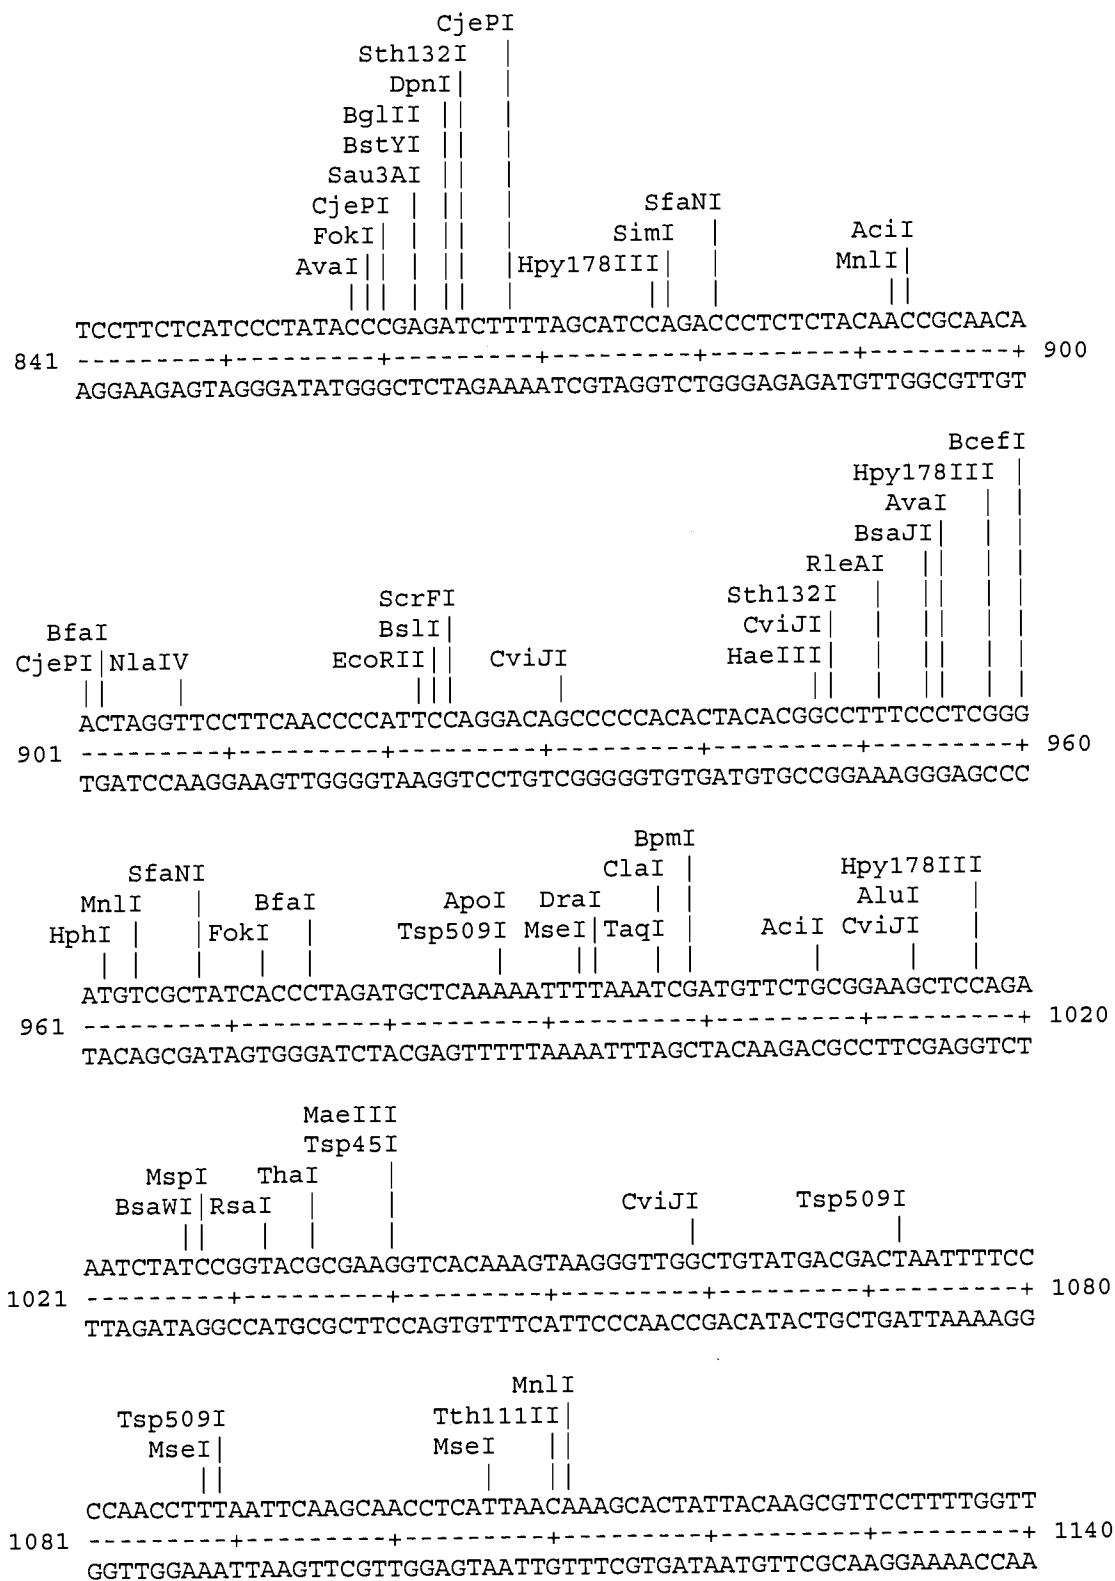 CjePI
Sth132I
DpnI
BglII
BstYI
Sau3AI
CjePI SfaNI
FokI SimI AciI
AvaI Hpy178III MnlI
TCCTTCTCATCCCTATACCCGAGATCTTTTTAGCATCCAGACCCTCTCTACAACCGCAACA
841 ---------+---------+---------+---------+---------+---------+ 900
AGGAAGAGTAGGGATATGGGCTCTAGAAAATCGTAGGTCTGGGAGAGATGTTGGCGTTGT
BcefI
Hpy178III
AvaI
BsaJI
RleAI
ScrFI Sth132I
BfaI BslI CviJI
CjePI NlaIV EcoRII CviJI HaeIII
ACTAGGTTCCTTCAACCCCATTCCAGGACAGCCCCCACACTACACGGCCTTTCCCTCGGG
901 ---------+---------+---------+---------+---------+---------+ 960
TGATCCAAGGAAGTTGGGGTAAGGTCCTGTCGGGGGTGTGATGTGCCGGAAAGGGAGCCC
BpmI
SfaNI ClaI Hpy178III
MnlI BfaI ApoI DraI AluI
HphI FokI Tsp509I MseI TaqI AciI CviJI
ATGTCGCTATCACCCTAGATGCTCAAAAATTTTAAATCGATGTTCTGCGGAAGCTCCAGA
961 ---------+---------+---------+---------+---------+---------+ 1020
TACAGCGATAGTGGGATCTACGAGTTTTTAAAATTTAGCTACAAGACGCCTTCGAGGTCT
MaeIII
Tsp45I
MspI ThaI
BsaWI RsaI CviJI Tsp509I
AATCTATCCGGTACGCGAAGGTCACAAAGTAAGGGTTGGCTGTATGACGACTAATTTTCC
1021 ---------+---------+---------+---------+---------+---------+ 1080
TTAGATAGGCCATGCGCTTCCAGTGTTTCATTCCCAACCGACATACTGCTGATTAAAAGG
MnlI
Tsp509I Tth111II
MseI MseI
CCAACCTTTAATTCAAGCAACCTCATTAACAAAGCACTATTACAAGCGTTCCTTTTGGTT
1081 ---------+---------+---------+---------+---------+---------+ 1140
GGTTGGAAATTAAGTTCGTTGGAGTAATTGTTTCGTGATAATGTTCGCAAGGAAAACCAA